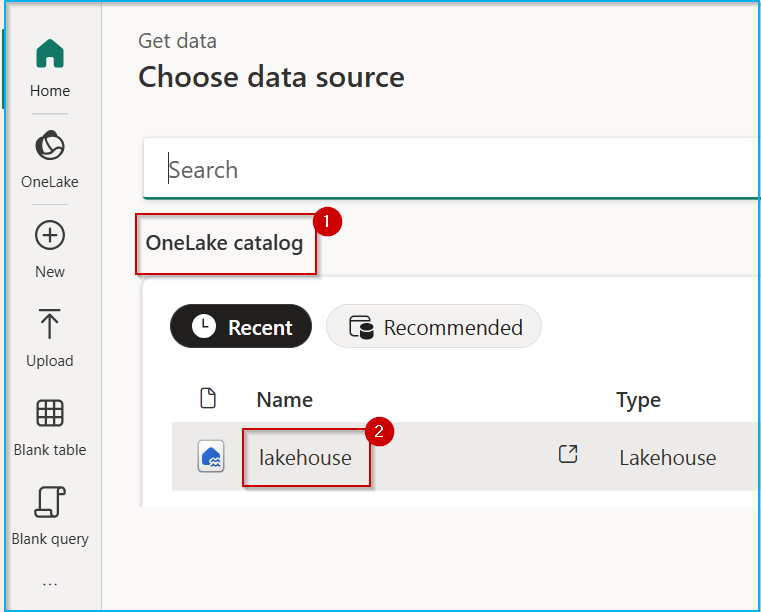 Home
OneLake
New
Upload
Blank table
Blank query
...
Get data
Choose data source
Search
OneLake catalog
1
Recent
Recommended
Name
Type
lakehouse
2
Lakehouse